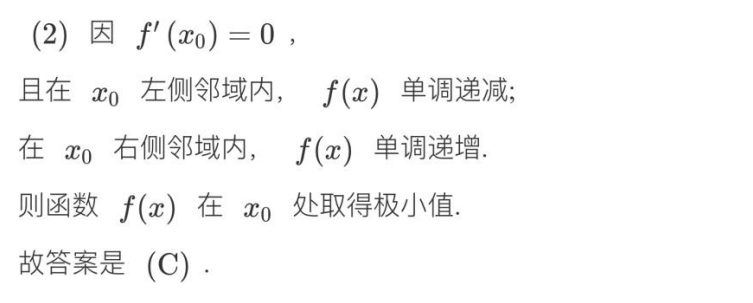 (2) 因 f′(x₀) = 0 ,
且在 x₀ 左侧邻域内, f(x) 单调递减;
在 x₀ 右侧邻域内, f(x) 单调递增.
则函数 f(x) 在 x₀ 处取得极小值.
故答案是 (C) .